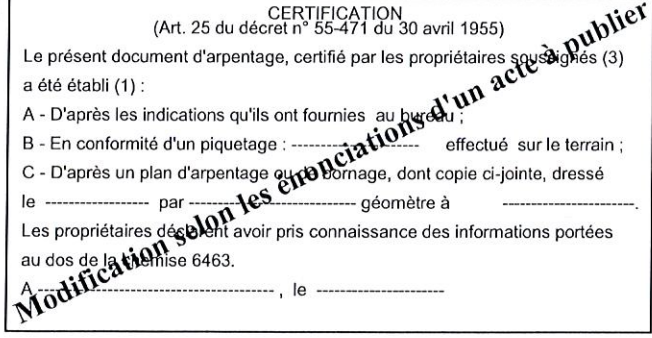 CERTIFICATION
(Art. 25 du décret n° 55-471 du 30 avril 1955)
Le présent document d'arpentage, certifié par les propriétaires soussignés (3)
a été établi (1) :
A - D'après les indications qu'ils ont fournies au bureau ;
B - En conformité d'un piquetage : ---------------------- effectué sur le terrain ;
C - D'après un plan d'arpentage ou de bornage, dont copie ci-jointe, dressé
le ------------------ par ----------------------------- géomètre à -----------------------.
Les propriétaires déclarent avoir pris connaissance des informations portées
au dos de la chemise 6463.
A ----------------------------------------- , le ----------------------
Modification selon les énonciations d'un acte à publier